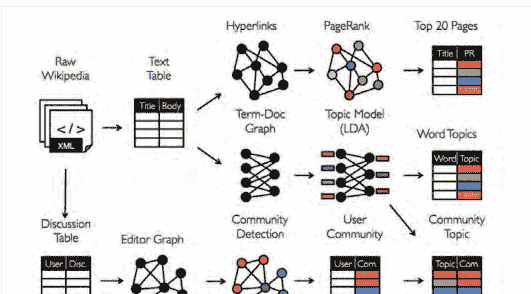 Hyperlinks
PageRank
Top 20 Pages
Raw
Wikipedia
Text
Table
Title PR
</>
XML
Title Body
Term-Doc
Graph
Topic Model
(LDA)
Word Topics
Word Topic
Discussion
Table
Editor Graph
Community
Detection
User
Community
Community
Topic
User Disc.
User Com.
Topic Com.